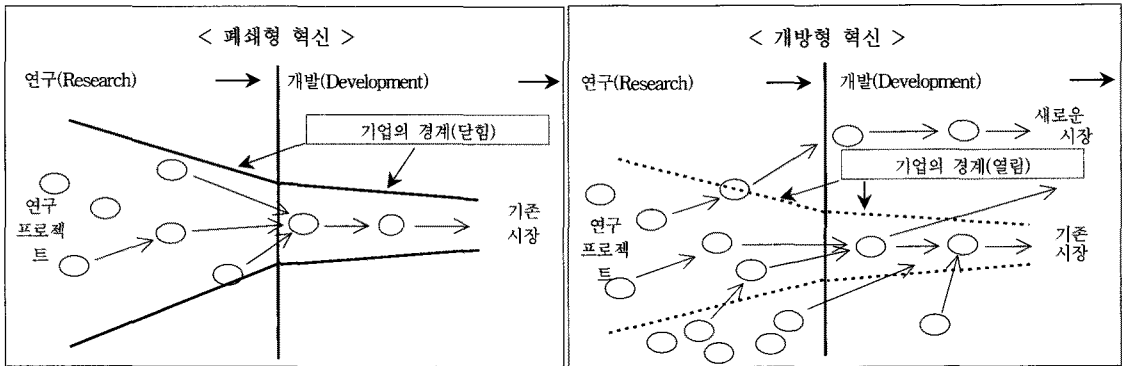 < 폐쇄형 혁신 >
연구(Research)
개발(Development)
기업의 경계(닫힘)
연구
프로젝
트
기존
시장
< 개방형 혁신 >
연구(Research)
개발(Development)
새로운
시장
기업의 경계(열림)
연구
프로젝
트
기존
시장